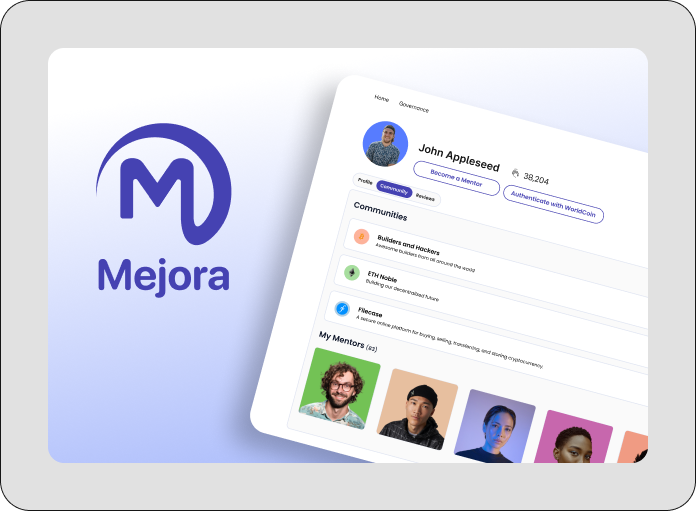 Mejora
Home Governance
John Appleseed 38,204
Become a Mentor Authenticate with WorldCoin
Profile Community Reviews
Communities
Builders and Hackers
Awesome builders from all around the world
ETH Noble
Building our decentralized future
Filecase
A secure online platform for buying, selling, transferring, and storing cryptocurrency.
My Mentors (63)